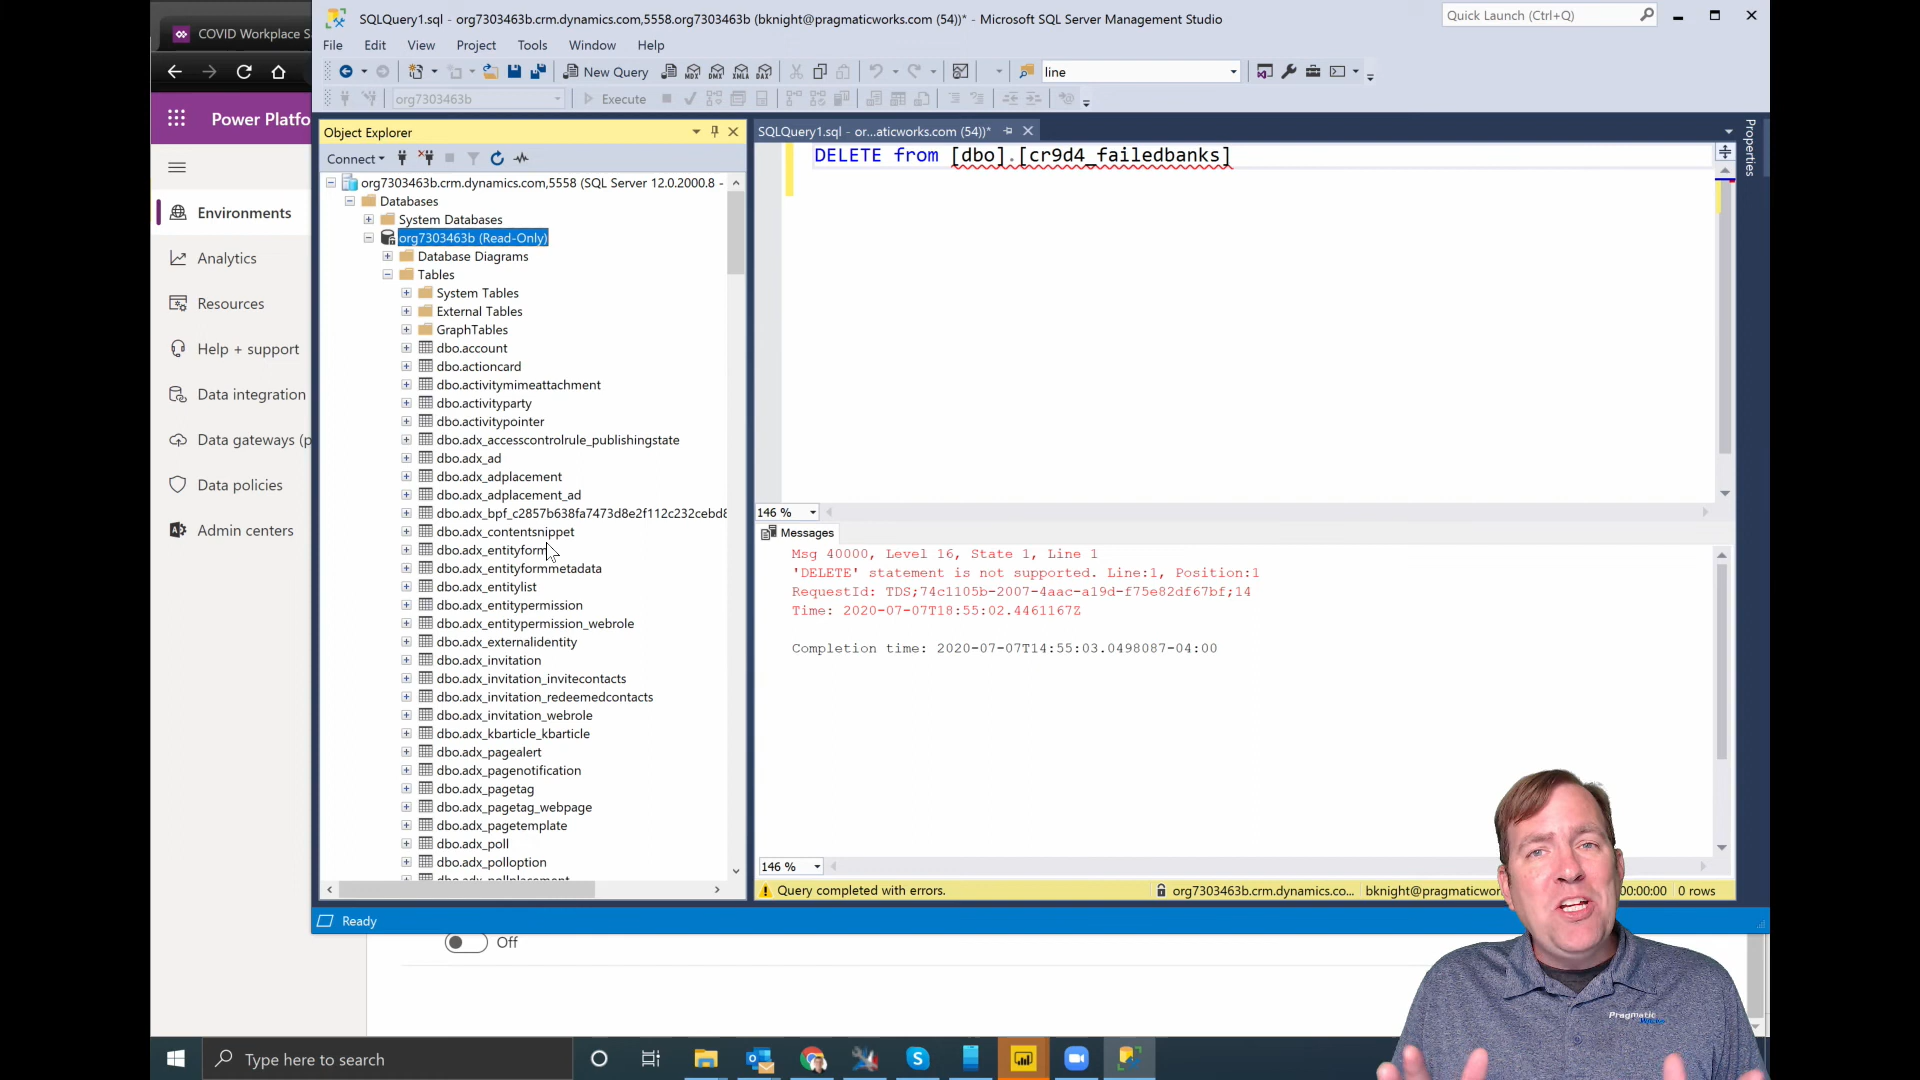 COVID Workplace S
SQLQuery1.sql - org7303463b.crm.dynamics.com,5558.org7303463b (bknight@pragmaticworks.com (54))* - Microsoft SQL Server Management Studio
Quick Launch (Ctrl+Q)
File Edit View Project Tools Window Help
New Query
MDX DMX XMLA DAX
line
org7303463b
Execute
Power Platfo
Environments
Analytics
Resources
Help + support
Data integration
Data gateways (p
Data policies
Admin centers
Object Explorer
Connect
org7303463b.crm.dynamics.com,5558 (SQL Server 12.0.2000.8 -
Databases
System Databases
org7303463b (Read-Only)
Database Diagrams
Tables
System Tables
External Tables
GraphTables
dbo.account
dbo.actioncard
dbo.activitymimeattachment
dbo.activityparty
dbo.activitypointer
dbo.adx_accesscontrolrule_publishingstate
dbo.adx_ad
dbo.adx_adplacement
dbo.adx_adplacement_ad
dbo.adx_bpf_c2857b638fa7473d8e2f112c232cebd8
dbo.adx_contentsnippet
dbo.adx_entityform
dbo.adx_entityformmetadata
dbo.adx_entitylist
dbo.adx_entitypermission
dbo.adx_entitypermission_webrole
dbo.adx_externalidentity
dbo.adx_invitation
dbo.adx_invitation_invitecontacts
dbo.adx_invitation_redeemedcontacts
dbo.adx_invitation_webrole
dbo.adx_kbarticle_kbarticle
dbo.adx_pagealert
dbo.adx_pagenotification
dbo.adx_pagetag
dbo.adx_pagetag_webpage
dbo.adx_pagetemplate
dbo.adx_poll
dbo.adx_polloption
SQLQuery1.sql - or...aticworks.com (54))*
DELETE from [dbo].[cr9d4_failedbanks]
Properties
146 %
Messages
Msg 40000, Level 16, State 1, Line 1
'DELETE' statement is not supported. Line:1, Position:1
RequestId: TDS;74c1105b-2007-4aac-a19d-f75e82df67bf;14
Time: 2020-07-07T18:55:02.4461167Z
Completion time: 2020-07-07T14:55:03.0498087-04:00
146 %
Query completed with errors.
org7303463b.crm.dynamics.co...
bknight@pragmaticwor
00:00:00
0 rows
Ready
Off
Pragmatic
Type here to search